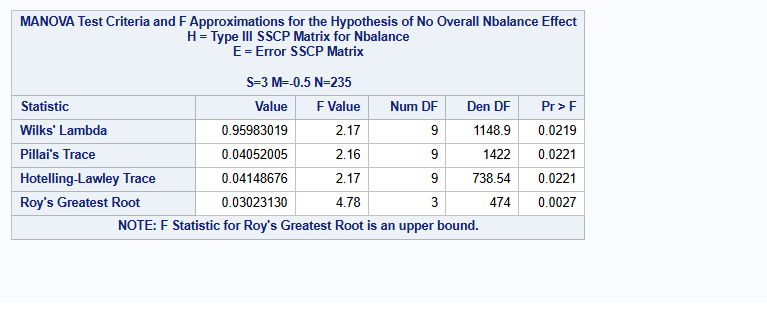 MANOVA Test Criteria and F Approximations for the Hypothesis of No Overall Nbalance Effect
H = Type III SSCP Matrix for Nbalance
E = Error SSCP Matrix
S=3 M=-0.5 N=235
Statistic Value F Value Num DF Den DF Pr > F
Wilks' Lambda 0.95983019 2.17 9 1148.9 0.0219
Pillai's Trace 0.04052005 2.16 9 1422 0.0221
Hotelling-Lawley Trace 0.04148676 2.17 9 738.54 0.0221
Roy's Greatest Root 0.03023130 4.78 3 474 0.0027
NOTE: F Statistic for Roy's Greatest Root is an upper bound.